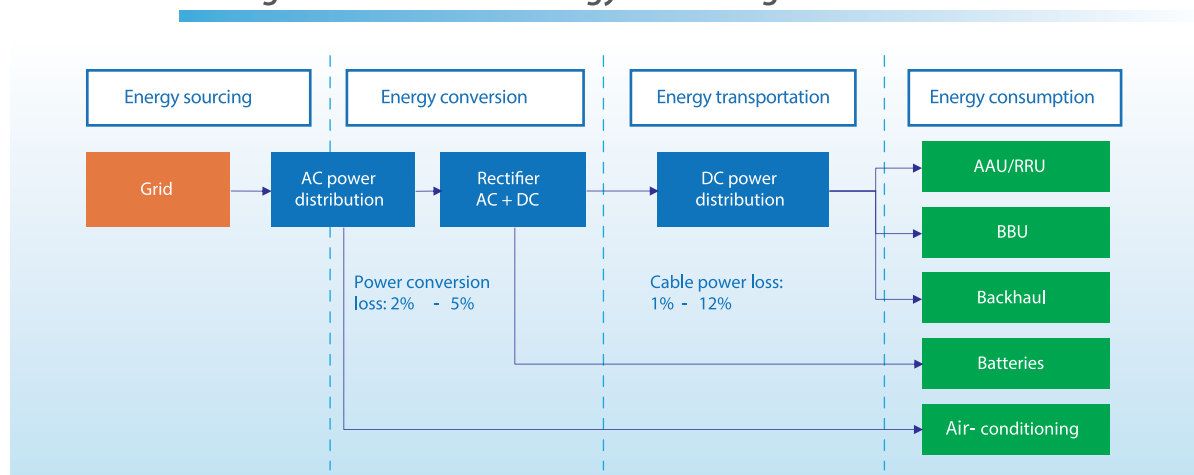 Energy sourcing
Energy conversion
Energy transportation
Energy consumption
Grid
AC power
distribution
Rectifier
AC + DC
DC power
distribution
AAU/RRU
BBU
Backhaul
Batteries
Air- conditioning
Power conversion
loss: 2% - 5%
Cable power loss:
1% - 12%